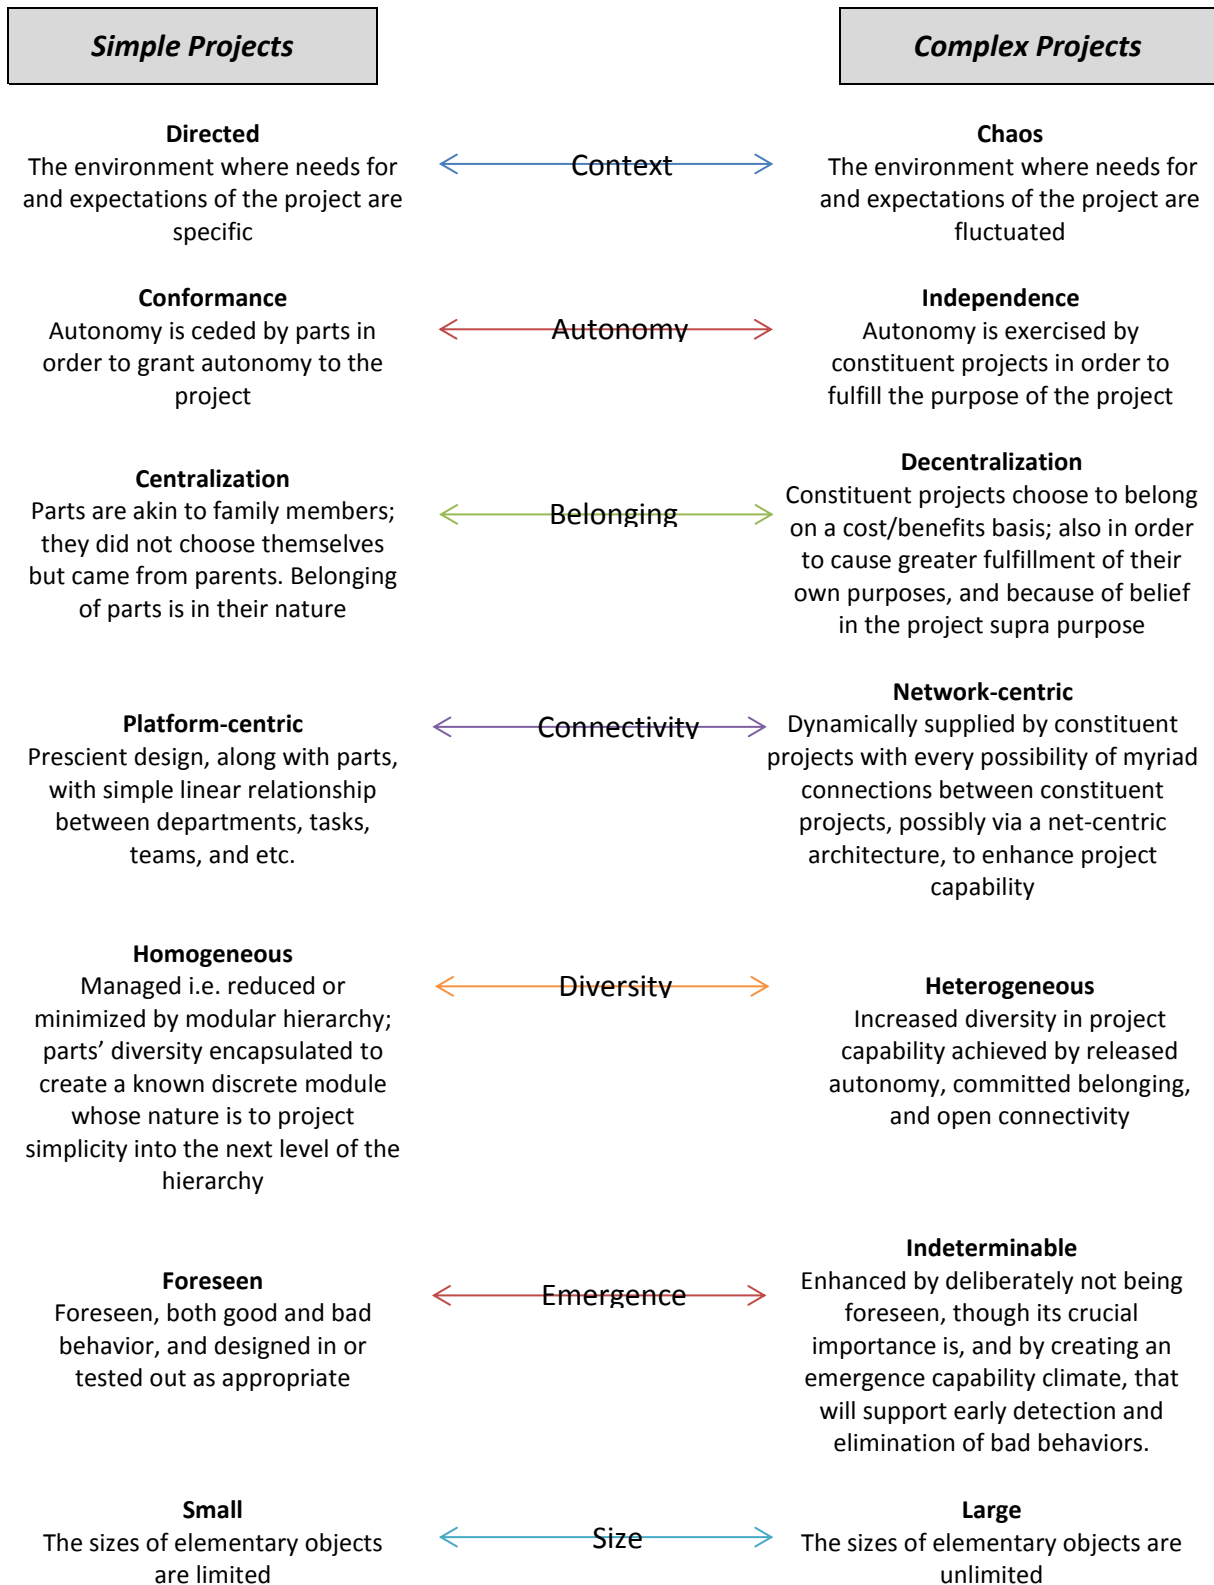 Simple Projects
Complex Projects
Directed
The environment where needs for
and expectations of the project are
specific
Context
Chaos
The environment where needs for
and expectations of the project are
fluctuated
Conformance
Autonomy is ceded by parts in
order to grant autonomy to the
project
Autonomy
Independence
Autonomy is exercised by
constituent projects in order to
fulfill the purpose of the project
Centralization
Parts are akin to family members;
they did not choose themselves
but came from parents. Belonging
of parts is in their nature
Belonging
Decentralization
Constituent projects choose to belong
on a cost/benefits basis; also in order
to cause greater fulfillment of their
own purposes, and because of belief
in the project supra purpose
Platform-centric
Prescient design, along with parts,
with simple linear relationship
between departments, tasks,
teams, and etc.
Connectivity
Network-centric
Dynamically supplied by constituent
projects with every possibility of myriad
connections between constituent
projects, possibly via a net-centric
architecture, to enhance project
capability
Homogeneous
Managed i.e. reduced or
minimized by modular hierarchy;
parts’ diversity encapsulated to
create a known discrete module
whose nature is to project
simplicity into the next level of the
hierarchy
Diversity
Heterogeneous
Increased diversity in project
capability achieved by released
autonomy, committed belonging,
and open connectivity
Foreseen
Foreseen, both good and bad
behavior, and designed in or
tested out as appropriate
Emergence
Indeterminable
Enhanced by deliberately not being
foreseen, though its crucial
importance is, and by creating an
emergence capability climate, that
will support early detection and
elimination of bad behaviors.
Small
The sizes of elementary objects
are limited
Size
Large
The sizes of elementary objects are
unlimited